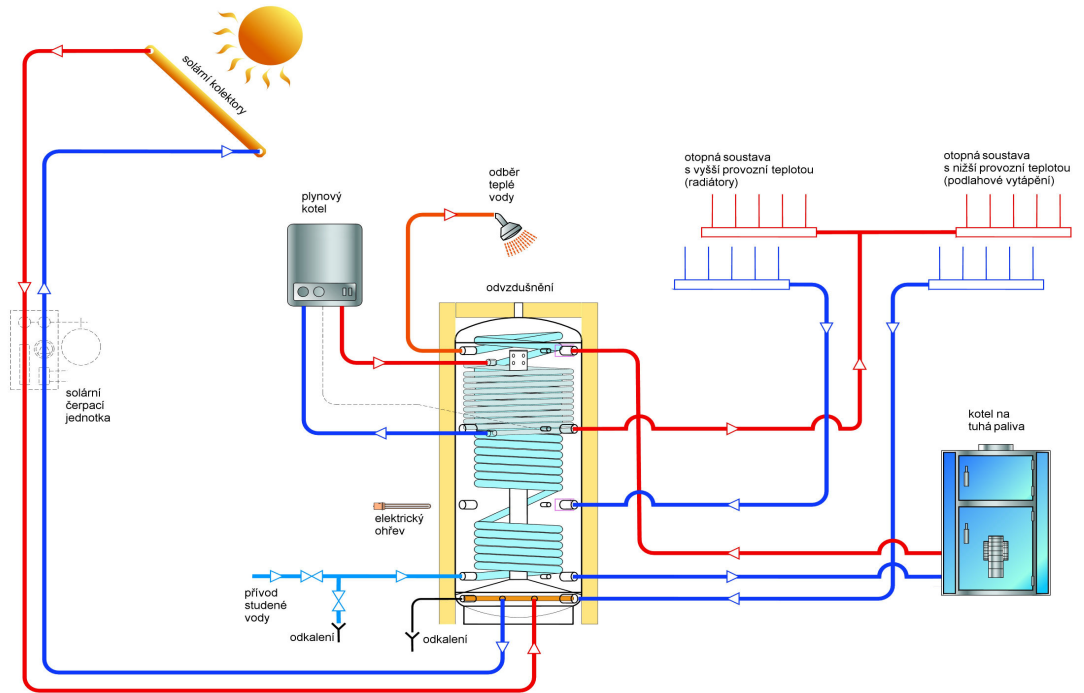 solární kolektory
otopná soustava
s vyšší provozní teplotou
(radiátory)
otopná soustava
s nižší provozní teplotou
(podlahové vytápění)
odběr
teplé
vody
plynový
kotel
odvzdušnění
solární
čerpací
jednotka
kotel na
tuhá paliva
elektrický
ohřev
přívod
studené
vody
odkalení
odkalení